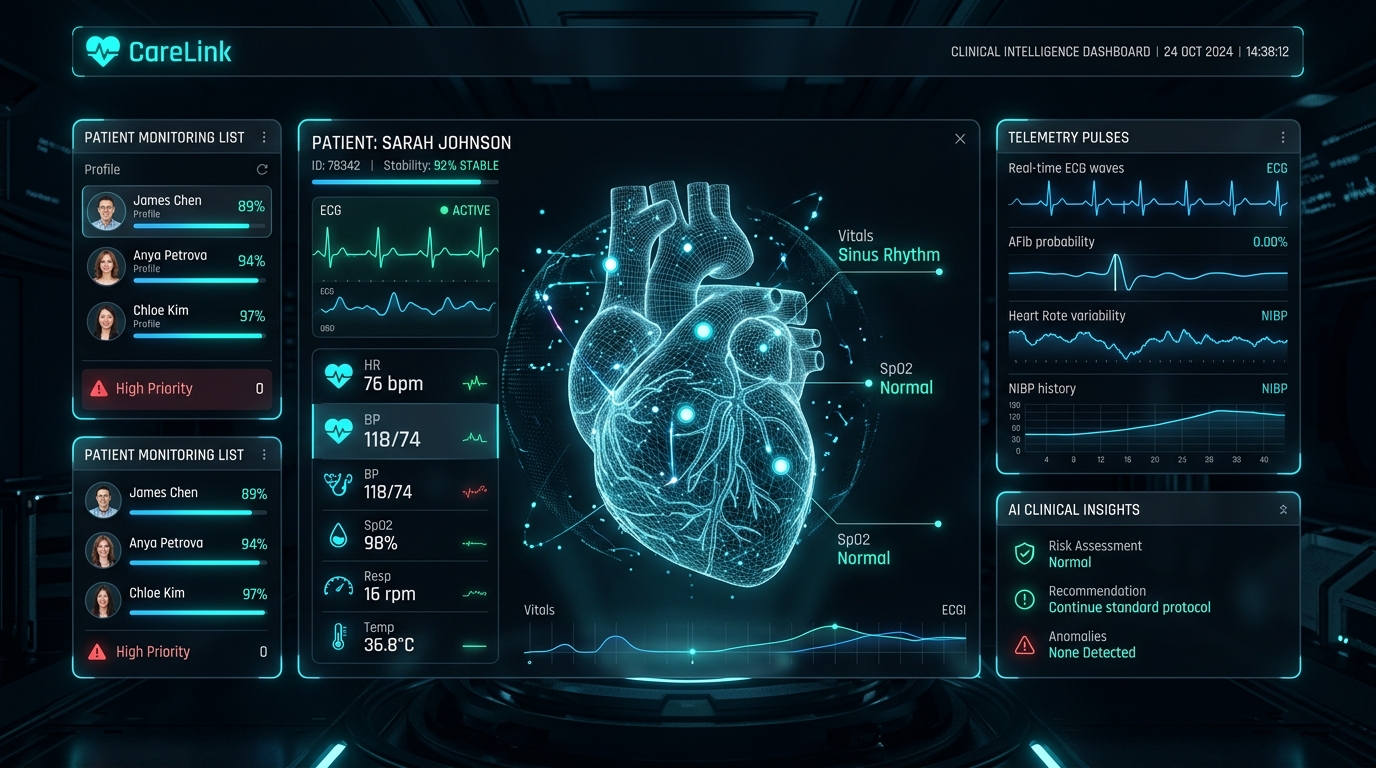 CareLink
CLINICAL INTELLIGENCE DASHBOARD | 24 OCT 2024 | 14:38:12
PATIENT MONITORING LIST
Profile
James Chen
Profile
89%
Anya Petrova
Profile
94%
Chloe Kim
Profile
97%
High Priority 0
PATIENT MONITORING LIST
James Chen 89%
Anya Petrova 94%
Chloe Kim 97%
High Priority 0
PATIENT: SARAH JOHNSON
ID: 78342 | Stability: 92% STABLE
ECG ACTIVE
ECG
HR
76 bpm
BP
118/74
BP
118/74
SpO2
98%
Resp
16 rpm
Temp
36.8°C
Vitals
Sinus Rhythm
SpO2
Normal
SpO2
Normal
Vitals ECGI
TELEMETRY PULSES
Real-time ECG waves ECG
AFib probability 0.00%
Heart Rote variability NIBP
NIBP history NIBP
190
120
60
30
0
4 8 12 16 20 25 28 33 40
AI CLINICAL INSIGHTS
Risk Assessment
Normal
Recommendation
Continue standard protocol
Anomalies
None Detected